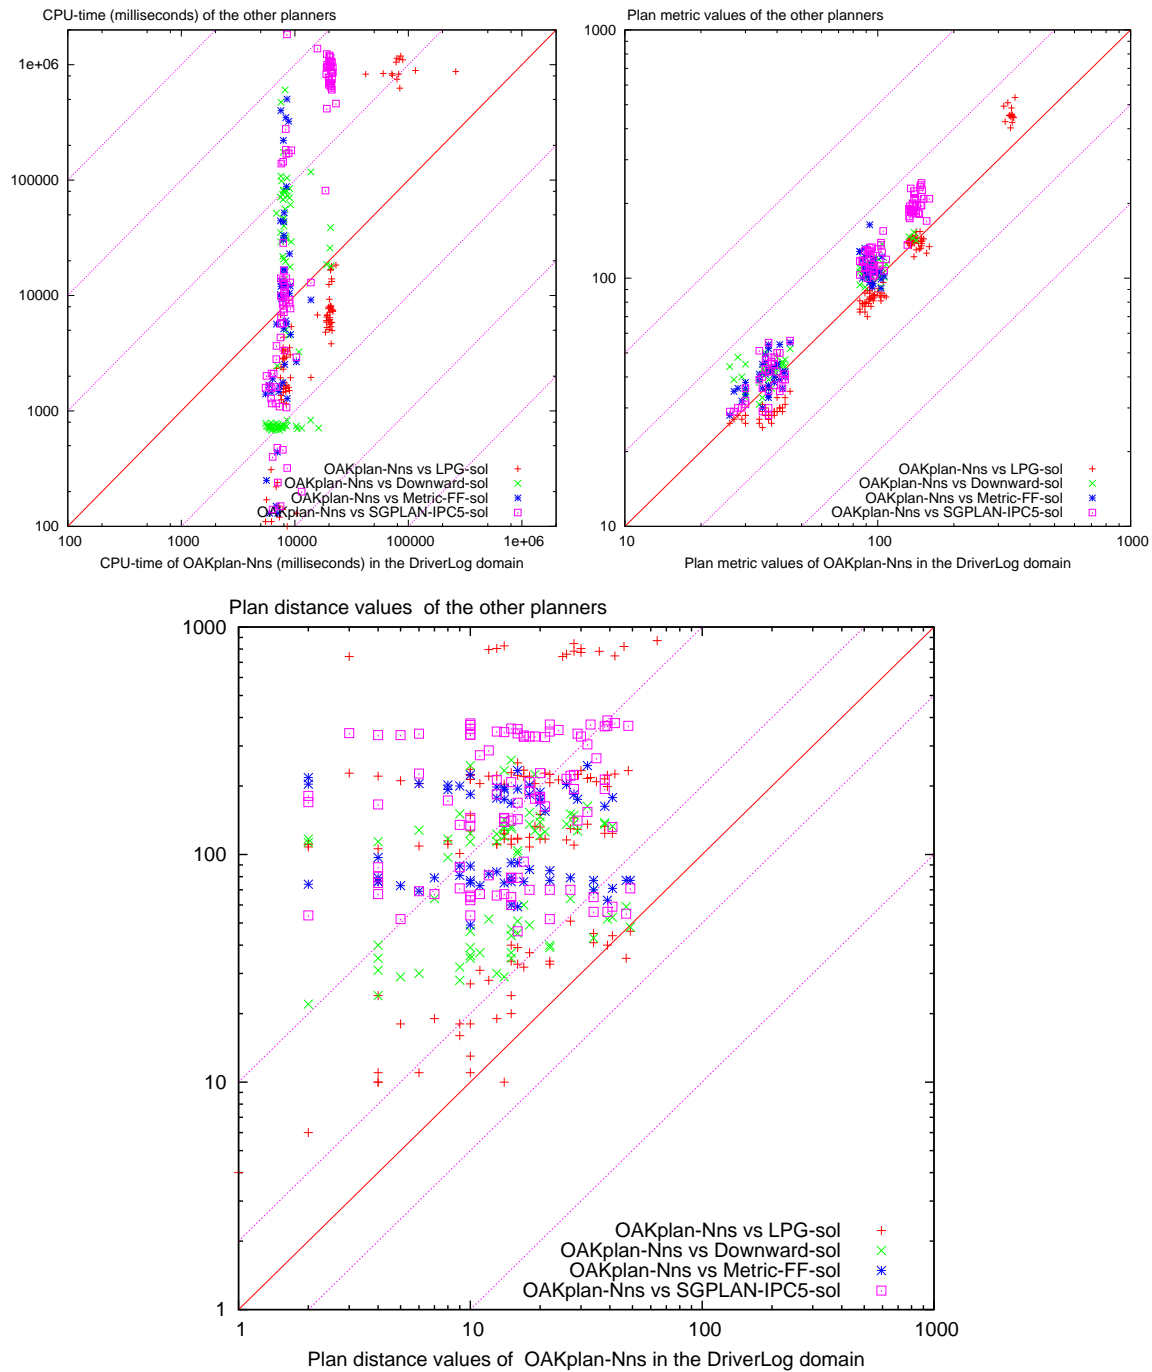 CPU-time (milliseconds) of the other planners
1e+06
100000
10000
1000
100
OAKplan-Nns vs LPG-sol
OAKplan-Nns vs Downward-sol
OAKplan-Nns vs Metric-FF-sol
OAKplan-Nns vs SGPLAN-IPC5-sol
100 1000 10000 100000 1e+06
CPU-time of OAKplan-Nns (milliseconds) in the DriverLog domain
Plan metric values of the other planners
1000
100
10
OAKplan-Nns vs LPG-sol
OAKplan-Nns vs Downward-sol
OAKplan-Nns vs Metric-FF-sol
OAKplan-Nns vs SGPLAN-IPC5-sol
10 100 1000
Plan metric values of OAKplan-Nns in the DriverLog domain
Plan distance values of the other planners
1000
100
10
1
OAKplan-Nns vs LPG-sol
OAKplan-Nns vs Downward-sol
OAKplan-Nns vs Metric-FF-sol
OAKplan-Nns vs SGPLAN-IPC5-sol
1 10 100 1000
Plan distance values of OAKplan-Nns in the DriverLog domain